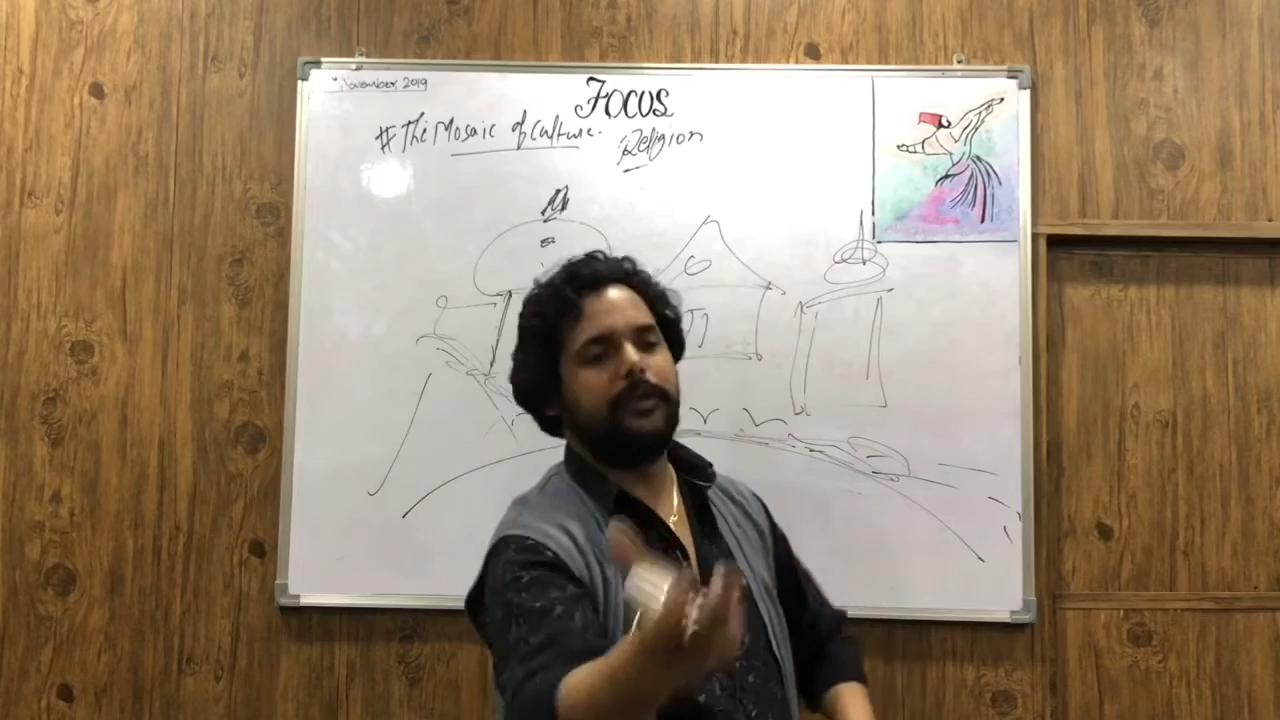 November, 2019
FOCUS
# The Mosaic of Culture. Religion